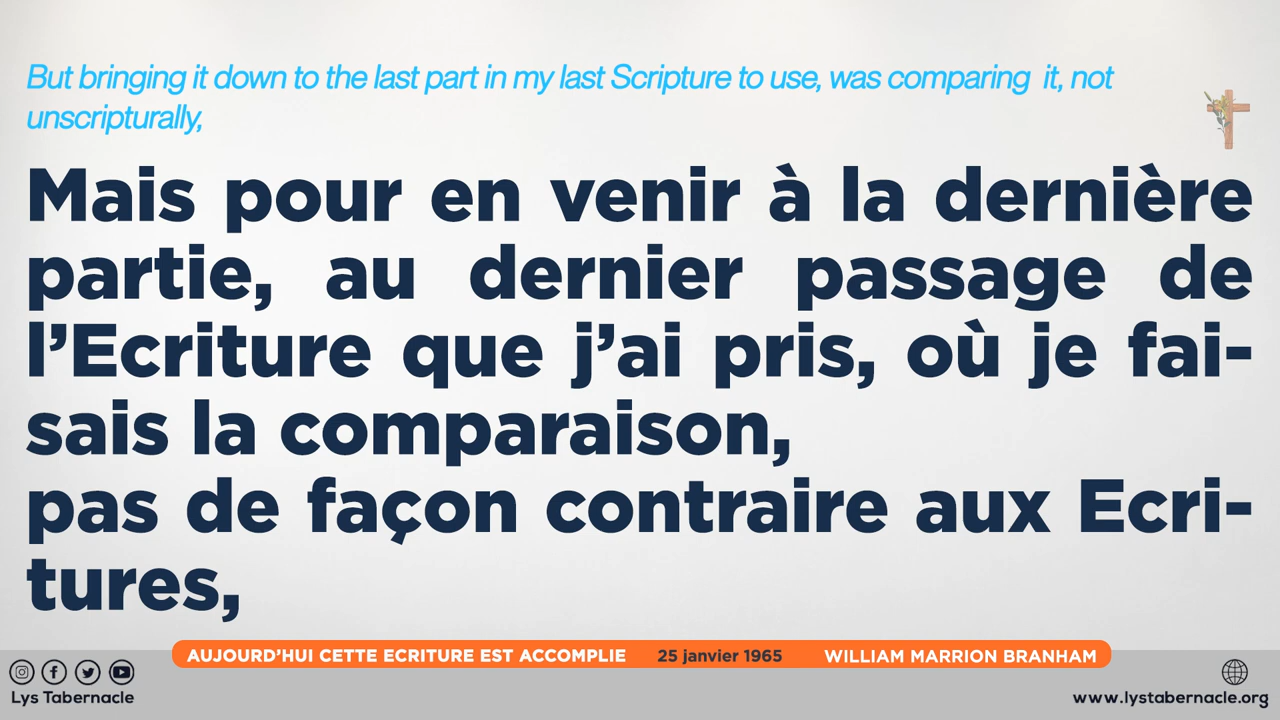 But bringing it down to the last part in my last Scripture to use, was comparing it, not
unscripturally,
Mais pour en venir à la dernière
partie, au dernier passage de
l’Ecriture que j’ai pris, où je fai-
sais la comparaison,
pas de façon contraire aux Ecri-
tures,
AUJOURD’HUI CETTE ECRITURE EST ACCOMPLIE 25 janvier 1965 WILLIAM MARRION BRANHAM
Lys Tabernacle
www.lystabernacle.org